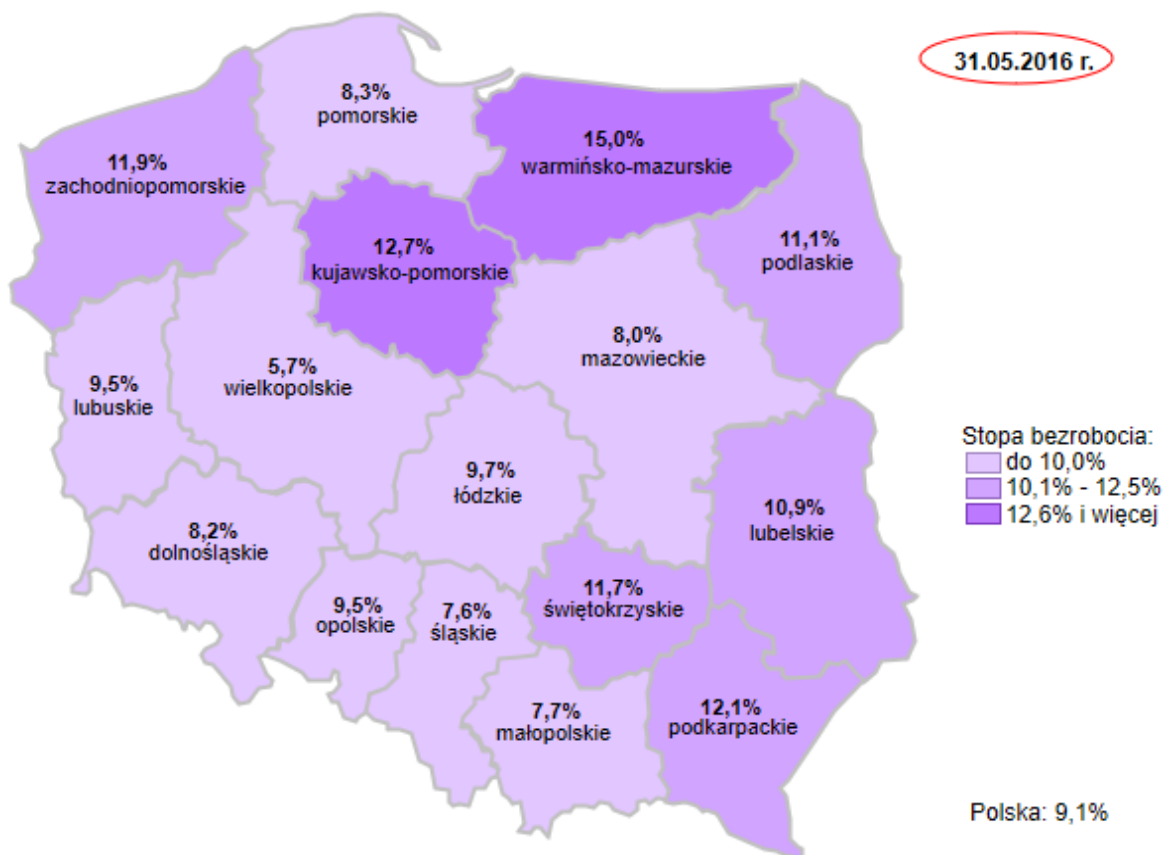 31.05.2016 r.
8,3%
pomorskie
15,0%
warmińsko-mazurskie
11,9%
zachodniopomorskie
12,7%
kujawsko-pomorskie
11,1%
podlaskie
8,0%
mazowieckie
5,7%
wielkopolskie
9,5%
lubuskie
9,7%
łódzkie
Stopa bezrobocia:
do 10,0%
10,1% - 12,5%
12,6% i więcej
10,9%
lubelskie
8,2%
dolnośląskie
9,5%
opolskie
7,6%
śląskie
11,7%
świętokrzyskie
7,7%
małopolskie
12,1%
podkarpackie
Polska: 9,1%